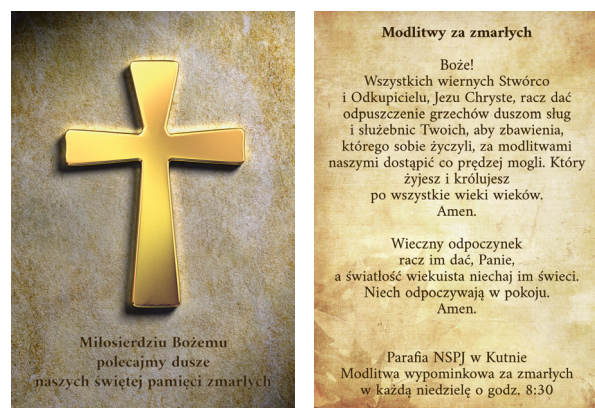 Miłosierdziu Bożemu
polecajmy dusze
naszych świętej pamięci zmarłych
Modlitwy za zmarłych
Boże!
Wszystkich wiernych Stwórco
i Odkupicielu, Jezu Chryste, racz dać
odpuszczenie grzechów duszom sług
i służebnic Twoich, aby zbawienia,
którego sobie życzyli, za modlitwami
naszymi dostąpić co prędzej mogli. Który
żyjesz i królujesz
po wszystkie wieki wieków.
Amen.
Wieczny odpoczynek
racz im dać, Panie,
a światłość wiekuista niechaj im świeci.
Niech odpoczywają w pokoju.
Amen.
Parafia NSPJ w Kutnie
Modlitwa wypominkowa za zmarłych
w każdą niedzielę o godz. 8:30